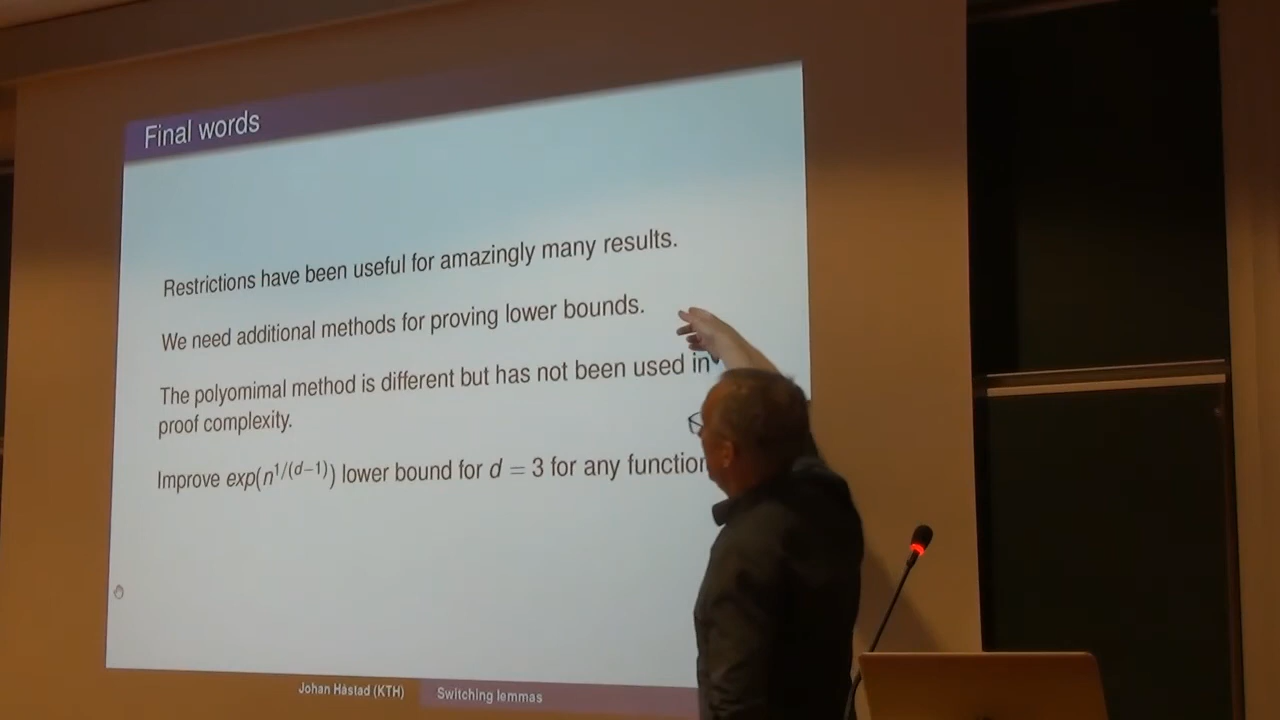 Final words
Restrictions have been useful for amazingly many results.
We need additional methods for proving lower bounds.
The polyomimal method is different but has not been used in
proof complexity.
Improve exp(n^{1/(d−1)}) lower bound for d = 3 for any function
Johan Håstad (KTH) Switching lemmas